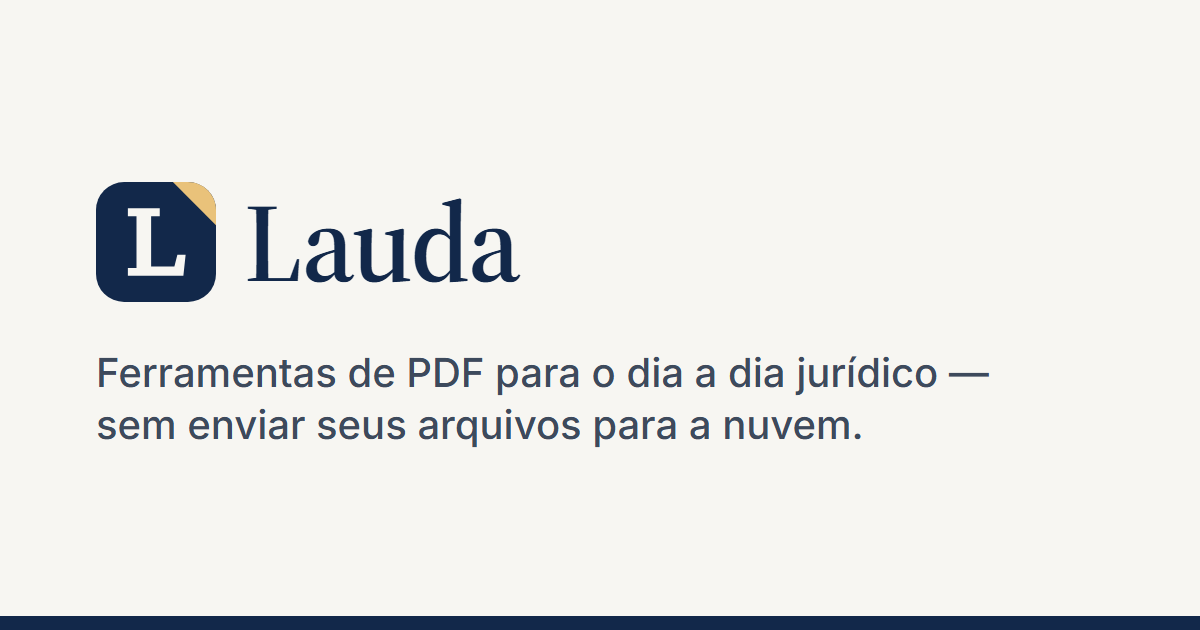 L Lauda
Ferramentas de PDF para o dia a dia jurídico —
sem enviar seus arquivos para a nuvem.